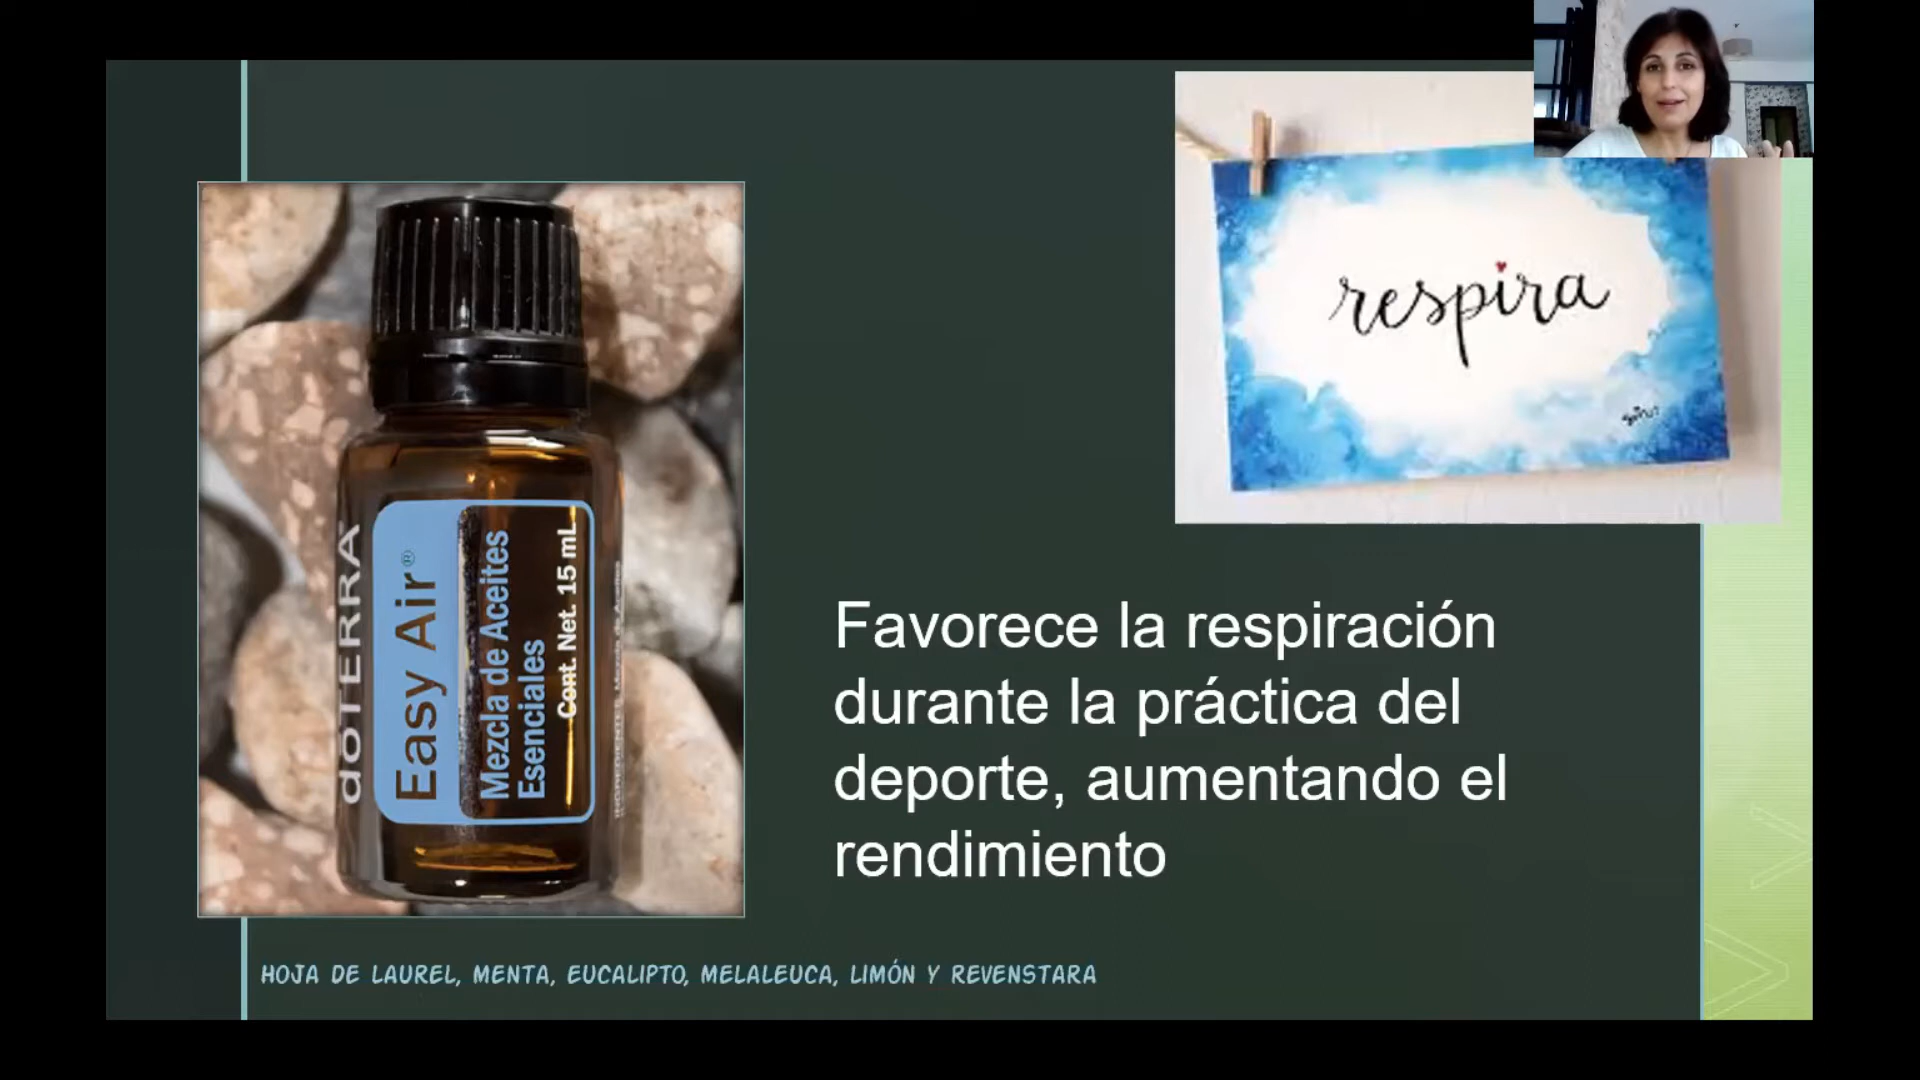 respira
dōTERRA
Easy Air®
Mezcla de Aceites
Esenciales
Cont. Net. 15 mL
Favorece la respiración
durante la práctica del
deporte, aumentando el
rendimiento
HOJA DE LAUREL, MENTA, EUCALIPTO, MELALEUCA, LIMÓN Y REVENSTARA